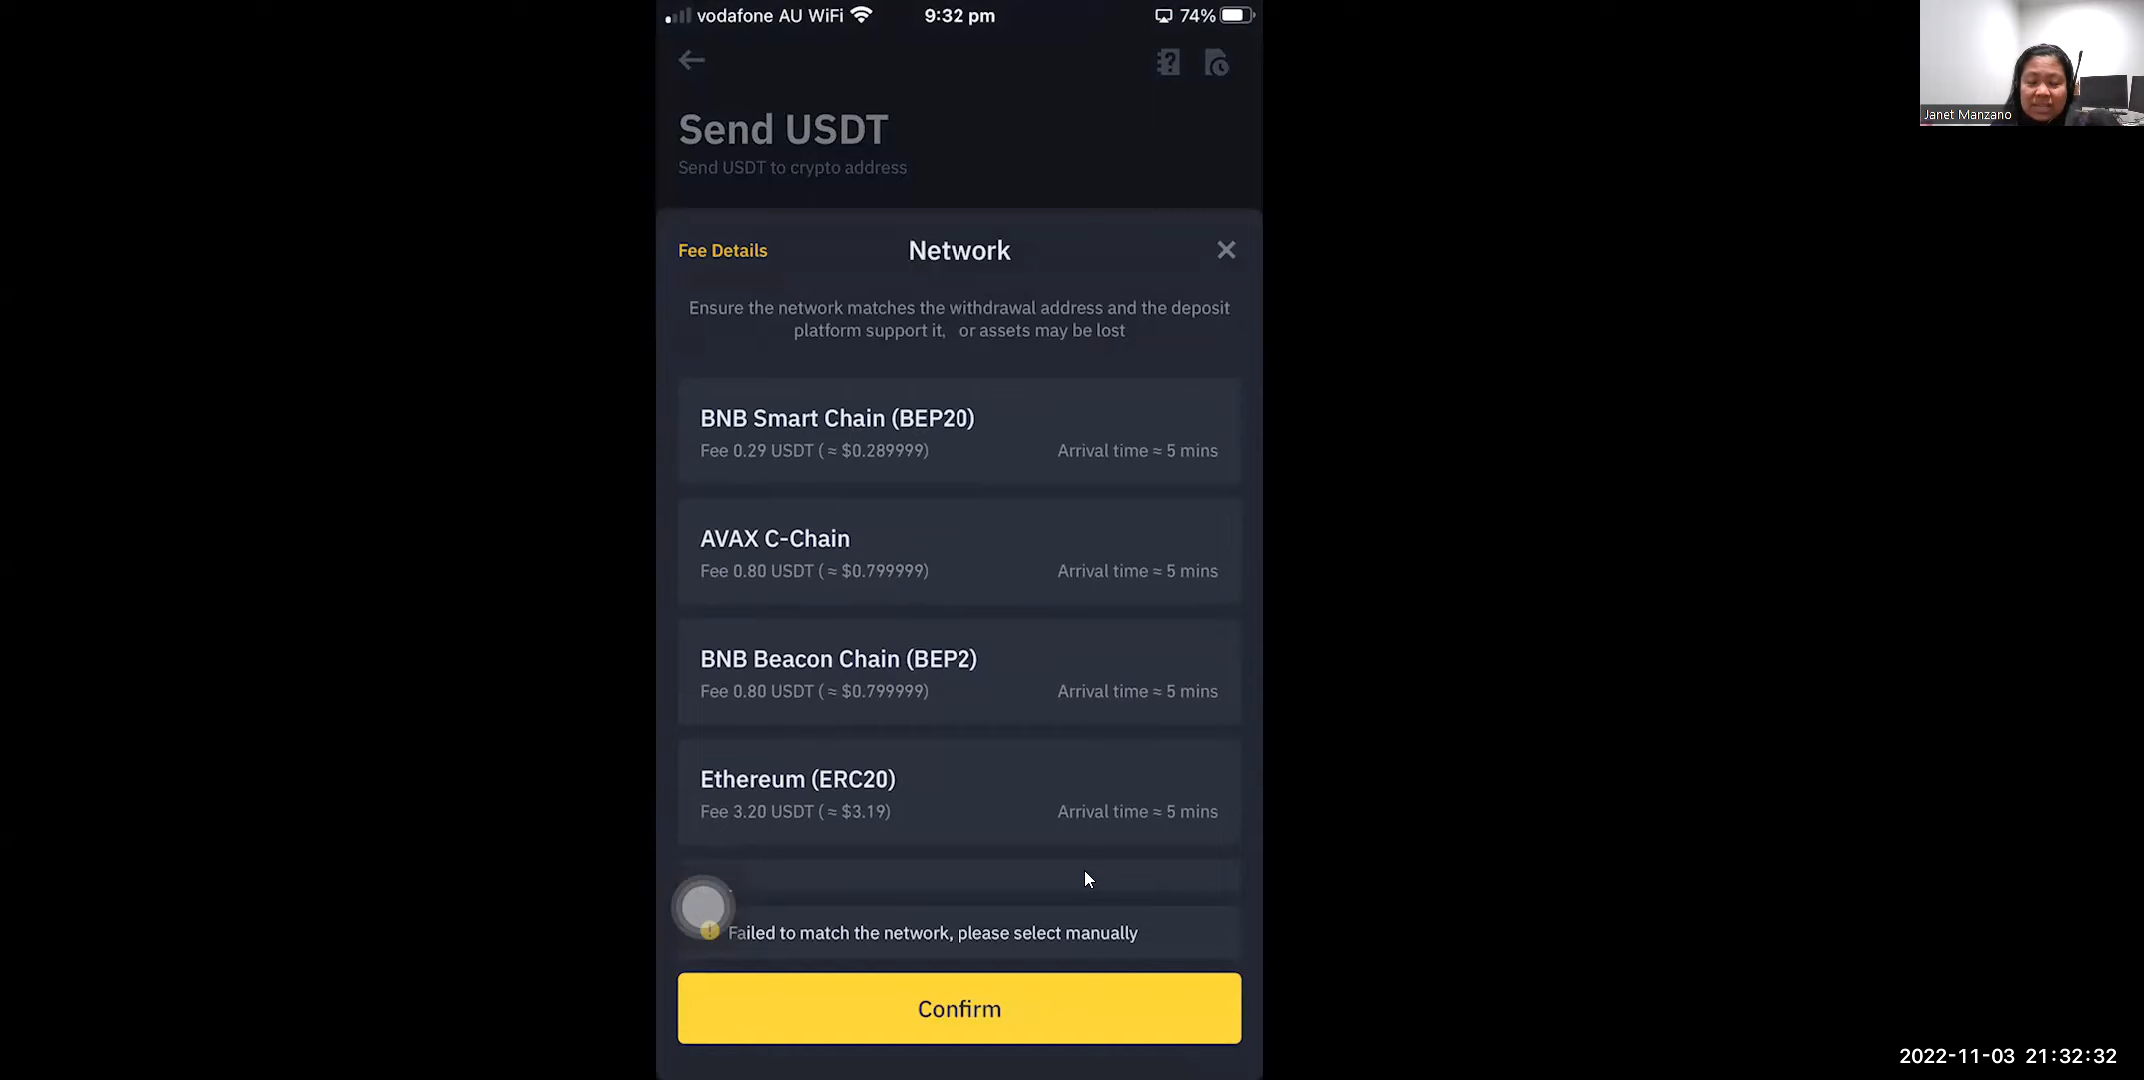 vodafone AU WiFi
9:32 pm
74%
Send USDT
Send USDT to crypto address
Fee Details
Network
Ensure the network matches the withdrawal address and the deposit
platform support it, or assets may be lost
BNB Smart Chain (BEP20)
Fee 0.29 USDT ( ≈ $0.289999)
Arrival time ≈ 5 mins
AVAX C-Chain
Fee 0.80 USDT ( ≈ $0.799999)
Arrival time ≈ 5 mins
BNB Beacon Chain (BEP2)
Fee 0.80 USDT ( ≈ $0.799999)
Arrival time ≈ 5 mins
Ethereum (ERC20)
Fee 3.20 USDT ( ≈ $3.19)
Arrival time ≈ 5 mins
Failed to match the network, please select manually
Confirm
Janet Manzano
2022-11-03 21:32:32